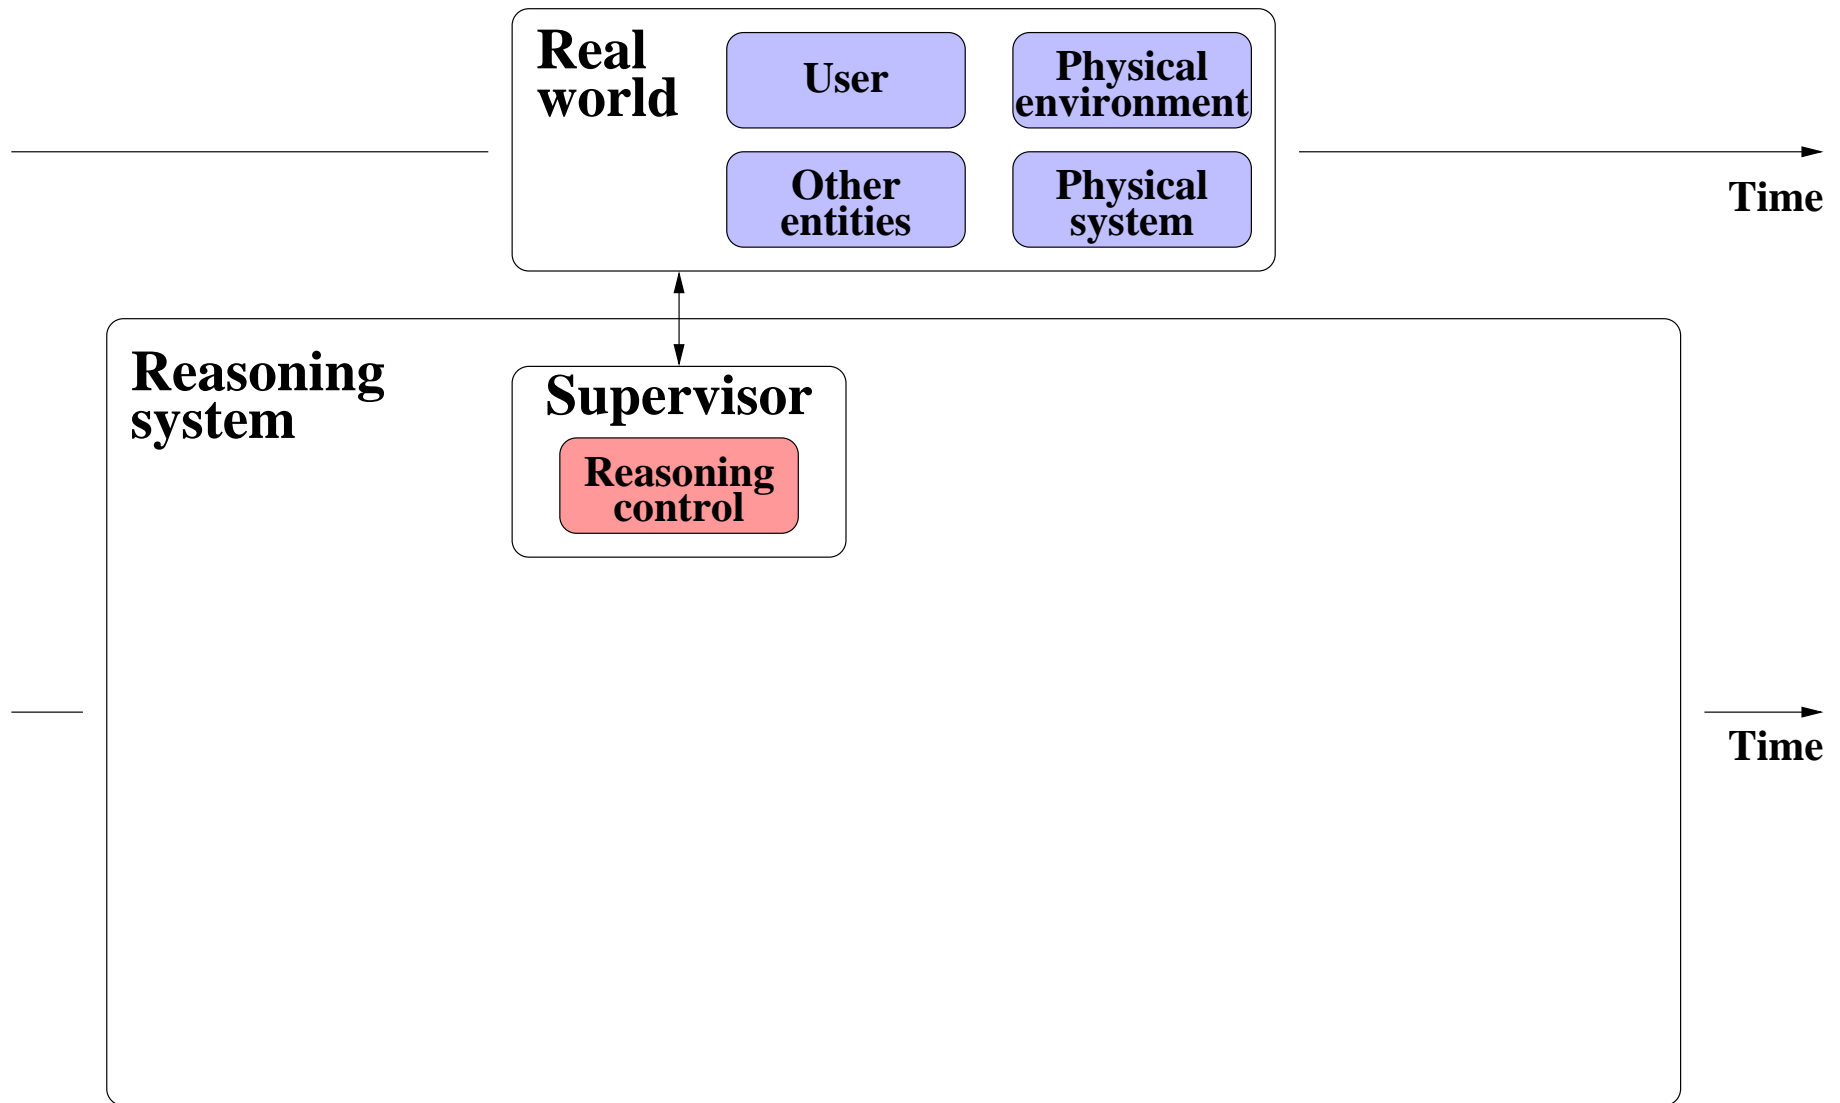 Real
world
User
Physical
environment
Other
entities
Physical
system
Time
Reasoning
system
Supervisor
Reasoning
control
Time